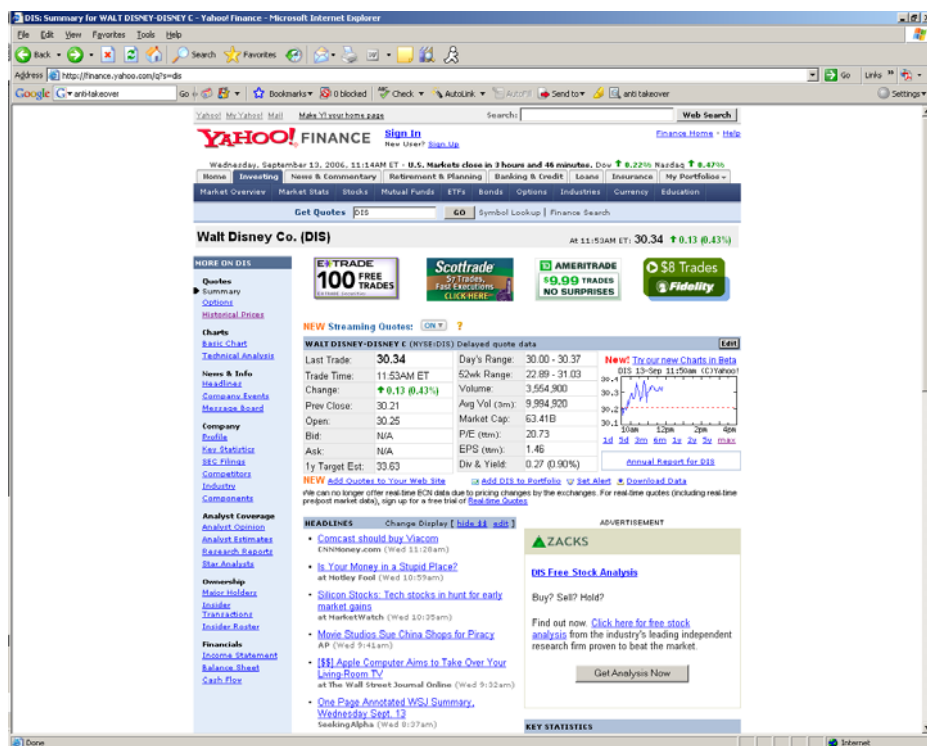 DIS: Summary for WALT DISNEY-DISNEY C - Yahoo! Finance - Microsoft Internet Explorer
File Edit View Favorites Tools Help
Back Search Favorites
Address http://finance.yahoo.com/q?s=dis Go Links »
Google anti-takeover Go Bookmarks 0 blocked Check AutoLink AutoFill Send to anti takeover Settings
Yahoo! My Yahoo! Mail Make Y! your home page Search: Web Search
YAHOO! FINANCE Sign In
New User? Sign Up
Finance Home - Help
Wednesday, September 13, 2006, 11:14AM ET - U.S. Markets close in 3 hours and 46 minutes. Dow 0.22% Nasdaq 0.47%
Home Investing News & Commentary Retirement & Planning Banking & Credit Loans Insurance My Portfolios
Market Overview Market Stats Stocks Mutual Funds ETFs Bonds Options Industries Currency Education
Get Quotes DIS GO Symbol Lookup | Finance Search
Walt Disney Co. (DIS)
At 11:53AM ET: 30.34 0.13 (0.43%)
MORE ON DIS
Quotes
Summary
Options
Historical Prices
Charts
Basic Chart
Technical Analysis
News & Info
Headlines
Company Events
Message Board
Company
Profile
Key Statistics
SEC Filings
Competitors
Industry
Components
Analyst Coverage
Analyst Opinion
Analyst Estimates
Research Reports
Star Analysts
Ownership
Major Holders
Insider
Transactions
Insider Roster
Financials
Income Statement
Balance Sheet
Cash Flow
E*TRADE
100 FREE
TRADES
Scottrade
$7 Trades,
Fast Executions
CLICK HERE
TD AMERITRADE
$9.99 TRADES
NO SURPRISES
$8 Trades
Fidelity
NEW Streaming Quotes: ON ?
WALT DISNEY-DISNEY C (NYSE:DIS) Delayed quote data Edit
Last Trade: 30.34
Trade Time: 11:53AM ET
Change: 0.13 (0.43%)
Prev Close: 30.21
Open: 30.25
Bid: N/A
Ask: N/A
1y Target Est: 33.63
Day's Range: 30.00 - 30.37
52wk Range: 22.89 - 31.03
Volume: 3,554,900
Avg Vol (3m): 9,994,920
Market Cap: 63.41B
P/E (ttm): 20.73
EPS (ttm): 1.46
Div & Yield: 0.27 (0.90%)
New! Try our new Charts in Beta
DIS 13-Sep 11:50am (C)Yahoo!
30.4
30.3
30.2
30.1
10am 12pm 2pm 4pm
1d 5d 3m 6m 1y 2y 5y max
Annual Report for DIS
NEW Add Quotes to Your Web Site Add DIS to Portfolio Set Alert Download Data
We can no longer offer real-time ECN data due to pricing changes by the exchanges. For real-time quotes (including real-time
pre/post market data), sign up for a free trial of Real-time Quotes
HEADLINES Change Display [ hide $$ edit ]
• Comcast should buy Viacom
CNNMoney.com (Wed 11:20am)
• Is Your Money in a Stupid Place?
at Motley Fool (Wed 10:59am)
• Silicon Stocks: Tech stocks in hunt for early
market gains
at MarketWatch (Wed 10:35am)
• Movie Studios Sue China Shops for Piracy
AP (Wed 9:41am)
• [$$] Apple Computer Aims to Take Over Your
Living-Room TV
at The Wall Street Journal Online (Wed 9:32am)
• One Page Annotated WSJ Summary,
Wednesday Sept. 13
SeekingAlpha (Wed 8:37am)
ADVERTISEMENT
ZACKS
DIS Free Stock Analysis
Buy? Sell? Hold?
Find out now. Click here for free stock
analysis from the industry's leading independent
research firm proven to beat the market.
Get Analysis Now
KEY STATISTICS
Done Internet